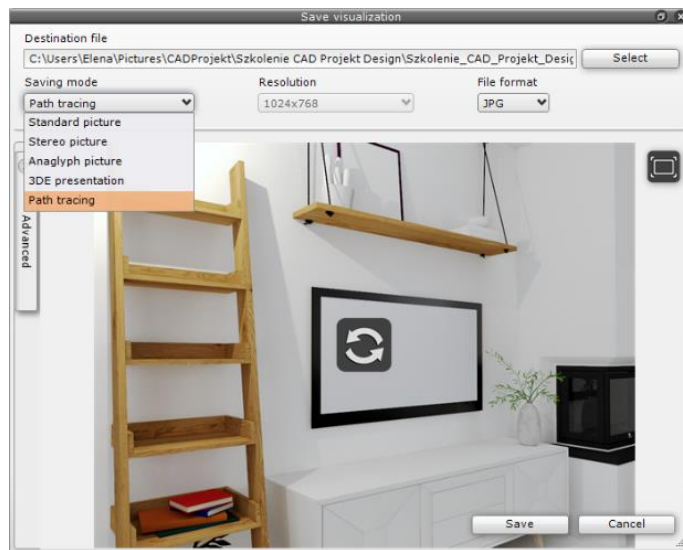 Save visualization
Destination file
C:\Users\Elena\Pictures\CADProjekt\Szkolenie CAD Projekt Design\Szkolenie_CAD_Projekt_Desig
Select
Saving mode
Resolution
File format
Path tracing
1024x768
JPG
Standard picture
Stereo picture
Anaglyph picture
3DE presentation
Path tracing
Advanced
Save
Cancel